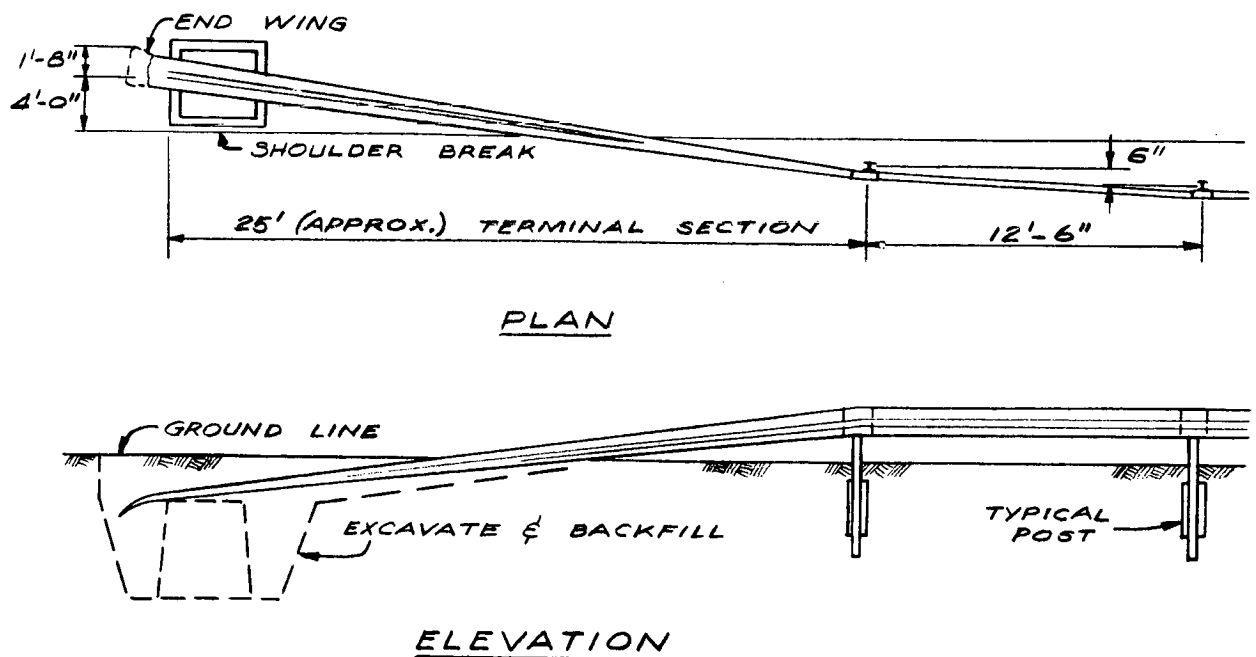 END WING
1'-8"
4'-0"
SHOULDER BREAK
6"
25' (APPROX.) TERMINAL SECTION
12'-6"
PLAN
GROUND LINE
EXCAVATE & BACKFILL
TYPICAL
POST
ELEVATION